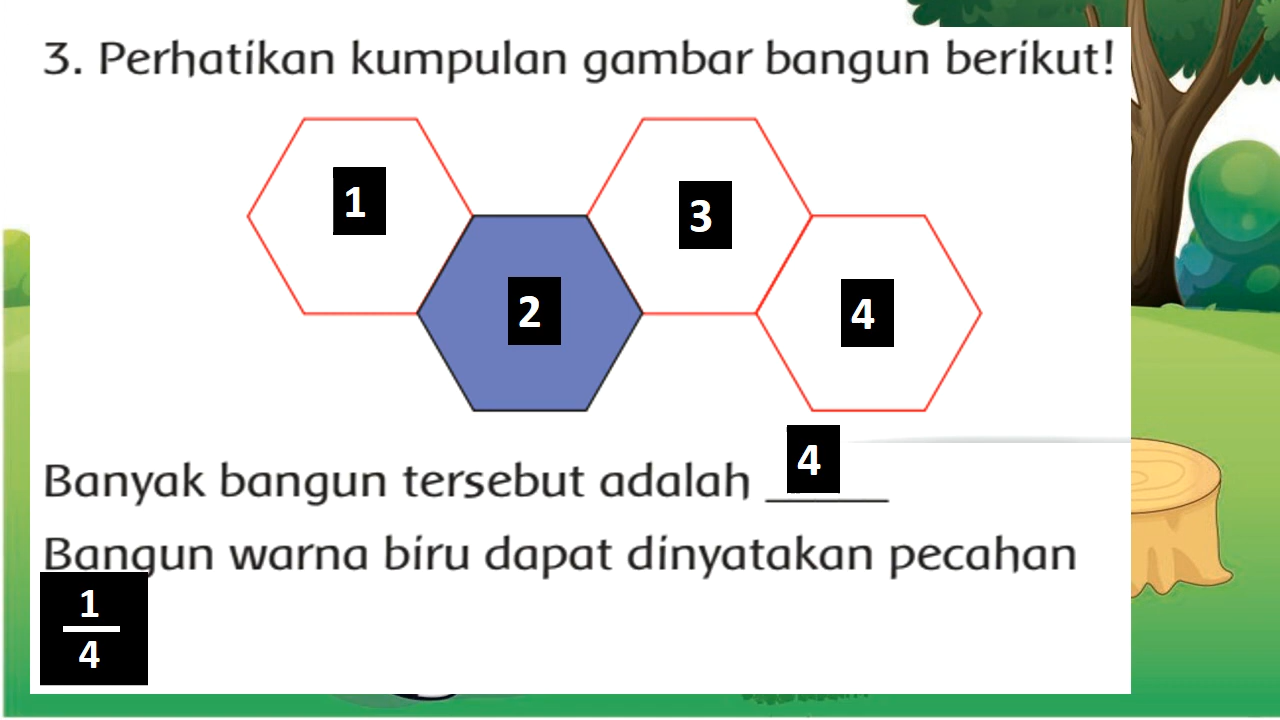 3. Perhatikan kumpulan gambar bangun berikut!
1
3
2
4
Banyak bangun tersebut adalah 4
Bangun warna biru dapat dinyatakan pecahan
1
4